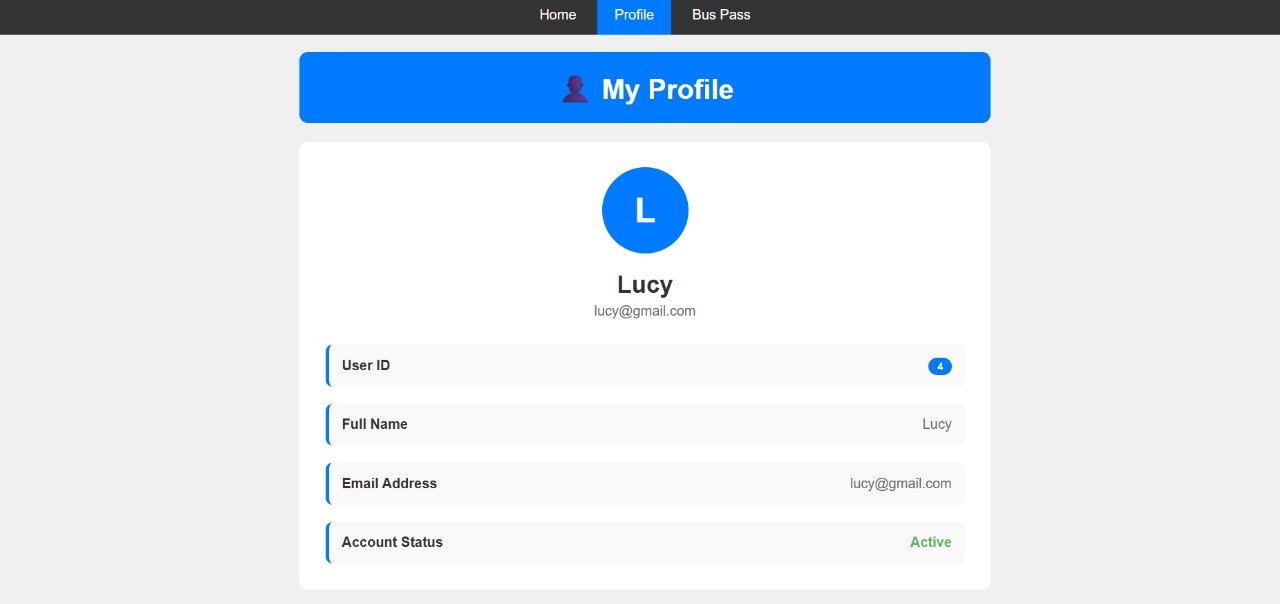 Home Profile Bus Pass
👤 My Profile
L
Lucy
lucy@gmail.com
User ID 4
Full Name Lucy
Email Address lucy@gmail.com
Account Status Active